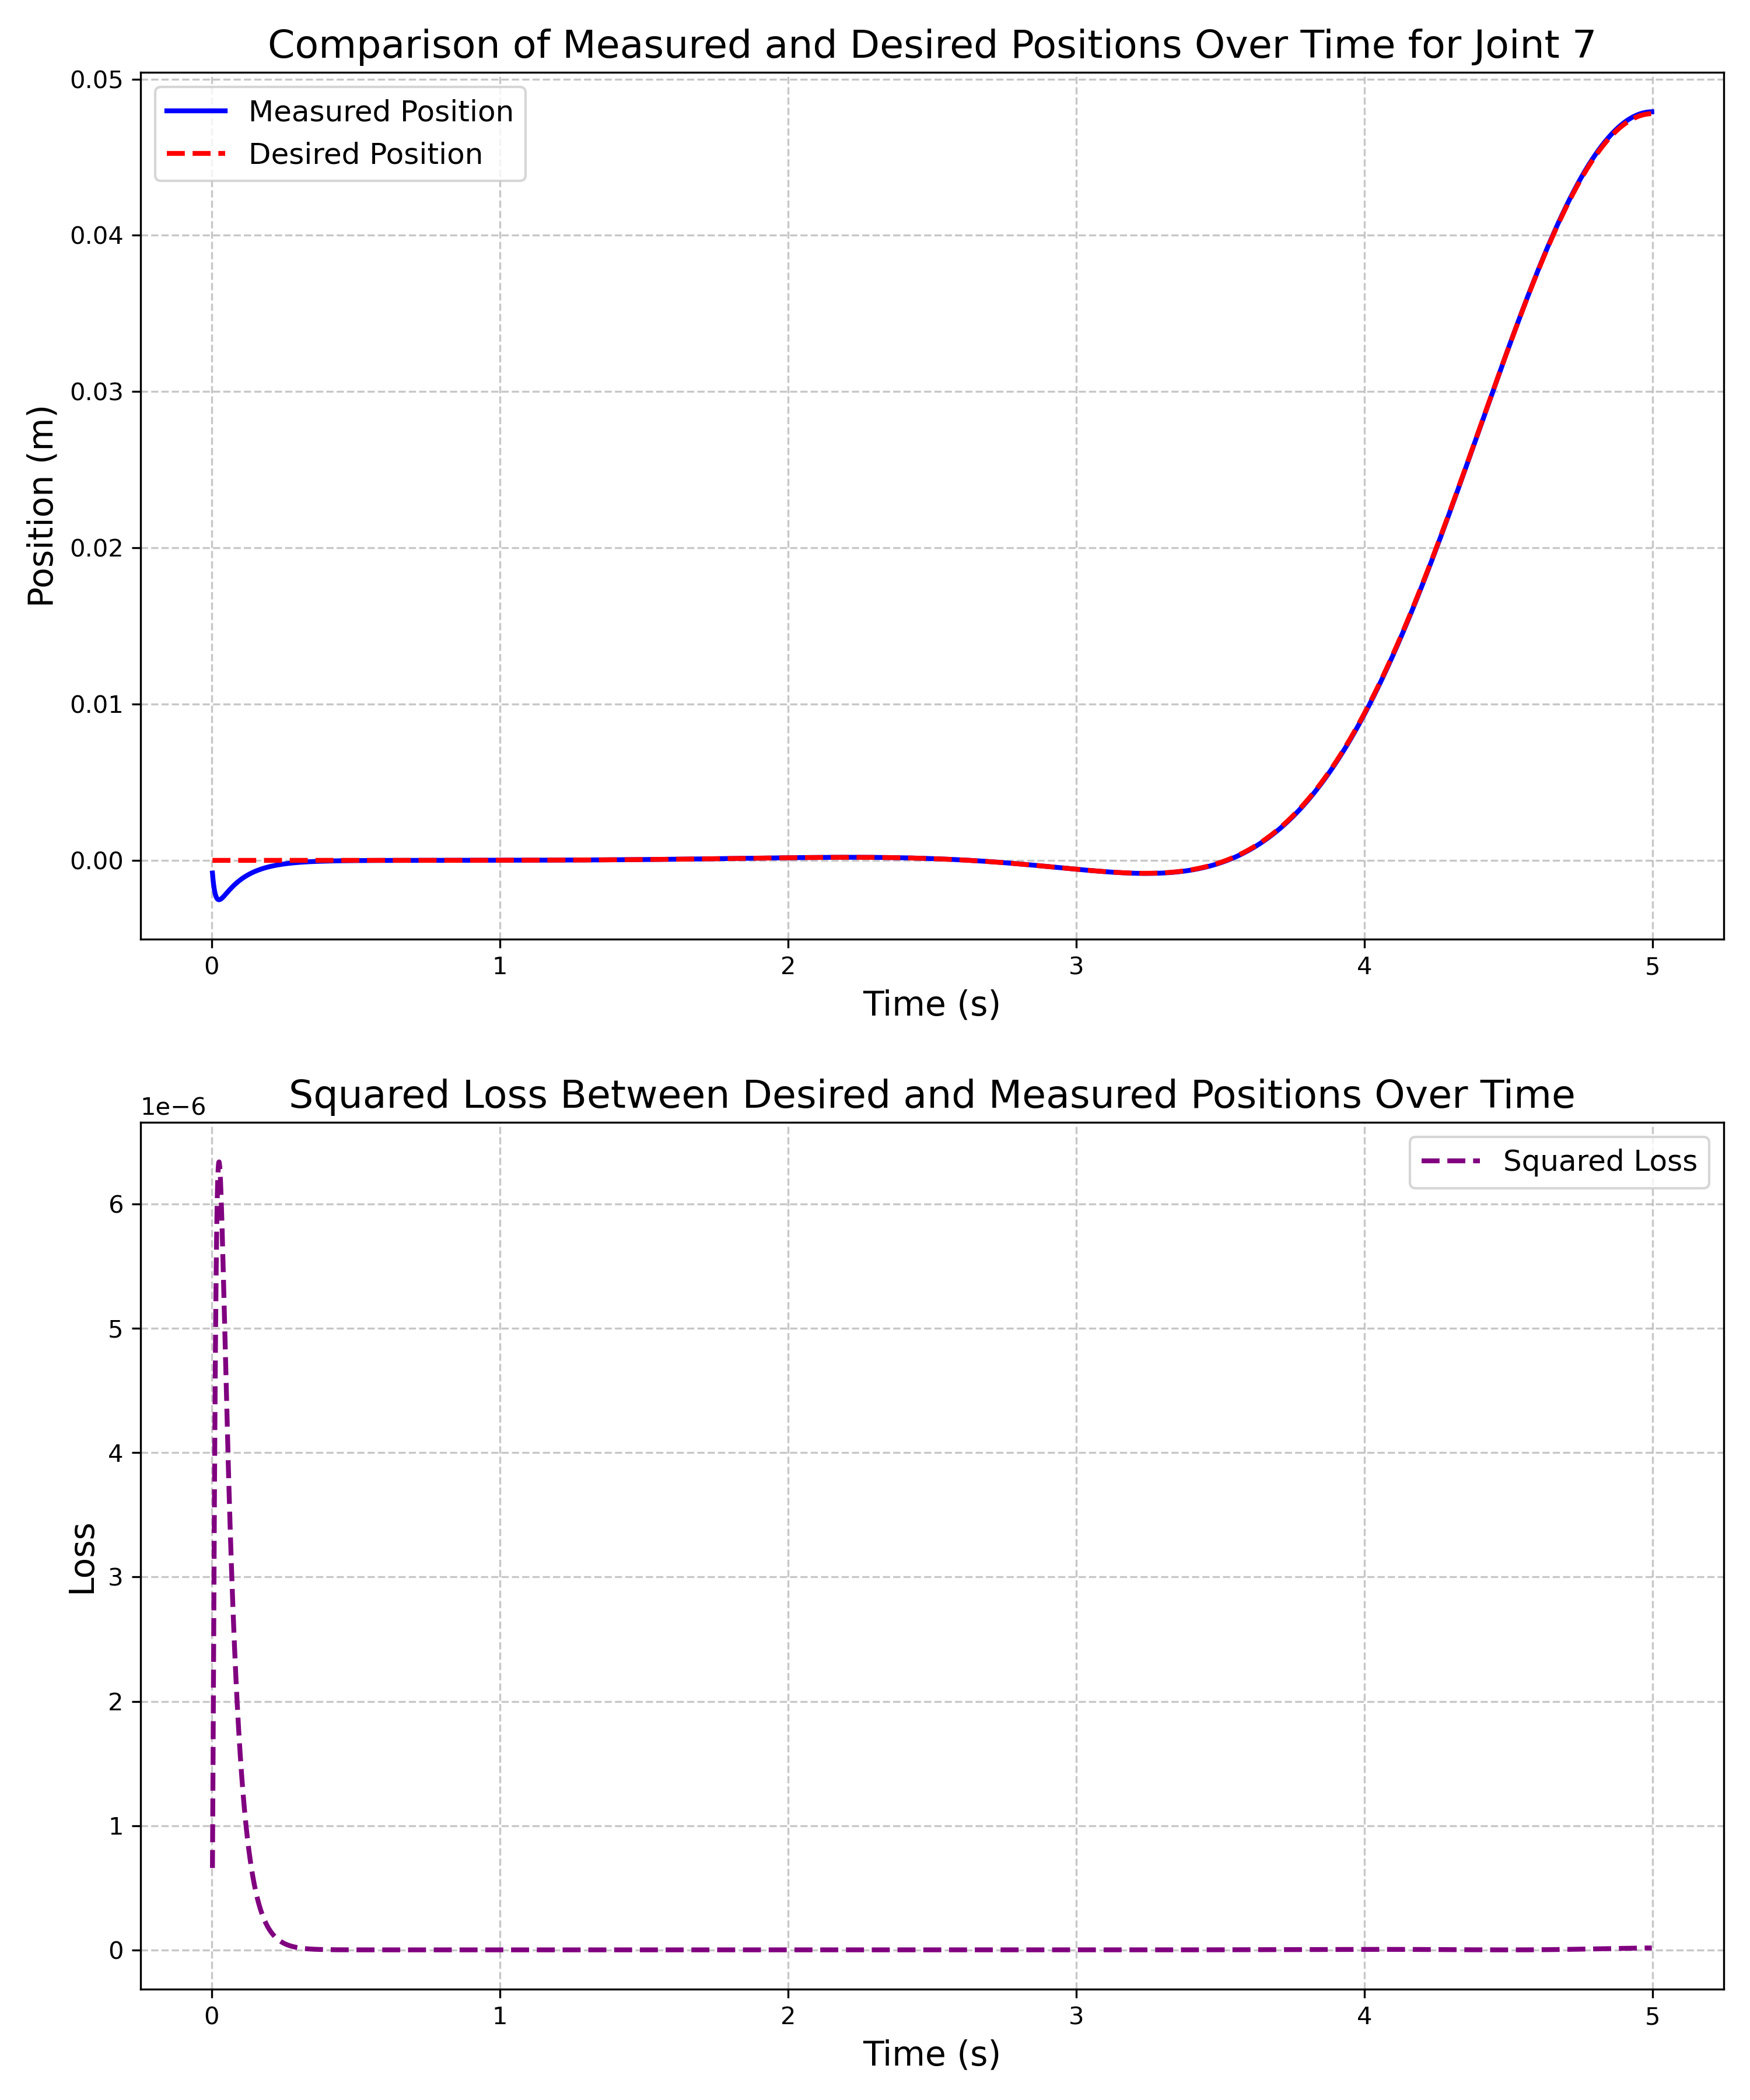 Comparison of Measured and Desired Positions Over Time for Joint 7
0.05
Measured Position
Desired Position
0.04
0.03
Position (m)
0.02
0.01
0.00
0 1 2 3 4 5
Time (s)
Squared Loss Between Desired and Measured Positions Over Time
1e−6
Squared Loss
6
5
4
Loss
3
2
1
0
0 1 2 3 4 5
Time (s)